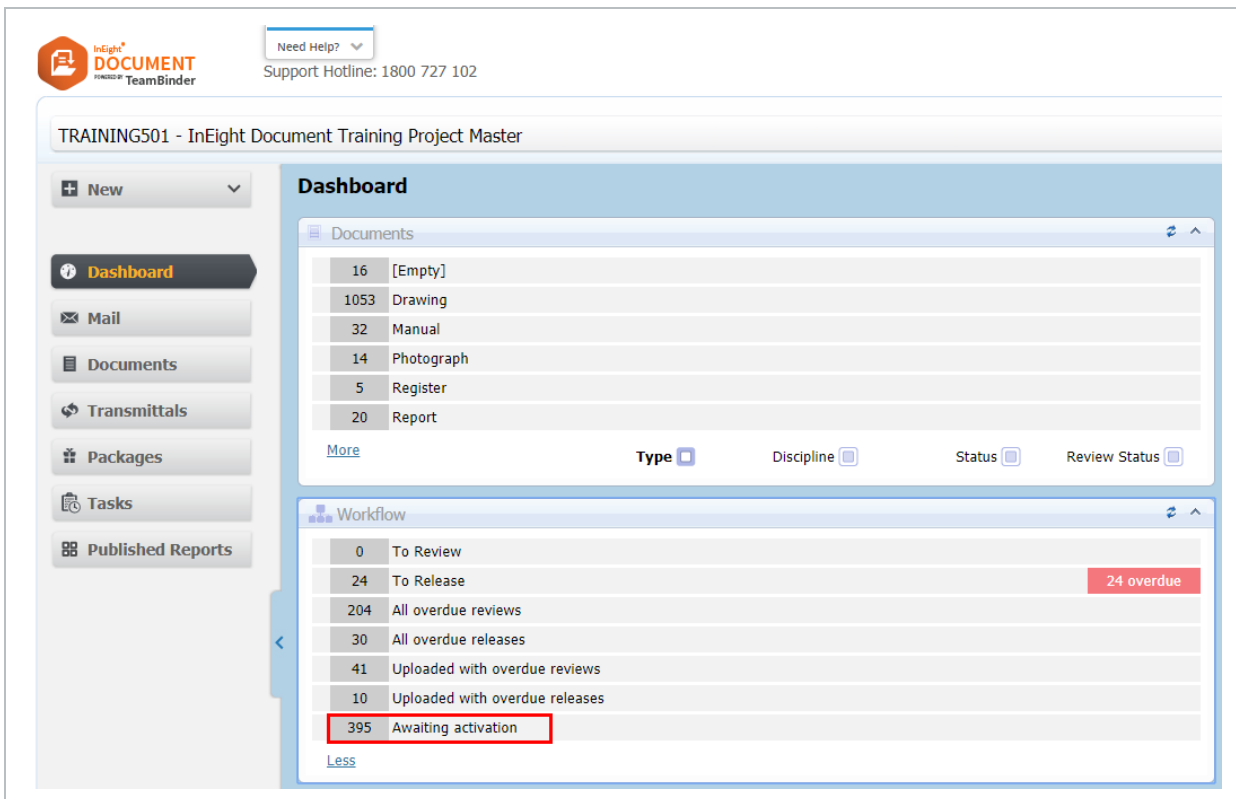 InEight
DOCUMENT
POWERED BY TeamBinder
Need Help?
Support Hotline: 1800 727 102
TRAINING501 - InEight Document Training Project Master
New
Dashboard
Mail
Documents
Transmittals
Packages
Tasks
Published Reports
Dashboard
Documents
16 [Empty]
1053 Drawing
32 Manual
14 Photograph
5 Register
20 Report
More Type Discipline Status Review Status
Workflow
0 To Review
24 To Release 24 overdue
204 All overdue reviews
30 All overdue releases
41 Uploaded with overdue reviews
10 Uploaded with overdue releases
395 Awaiting activation
Less